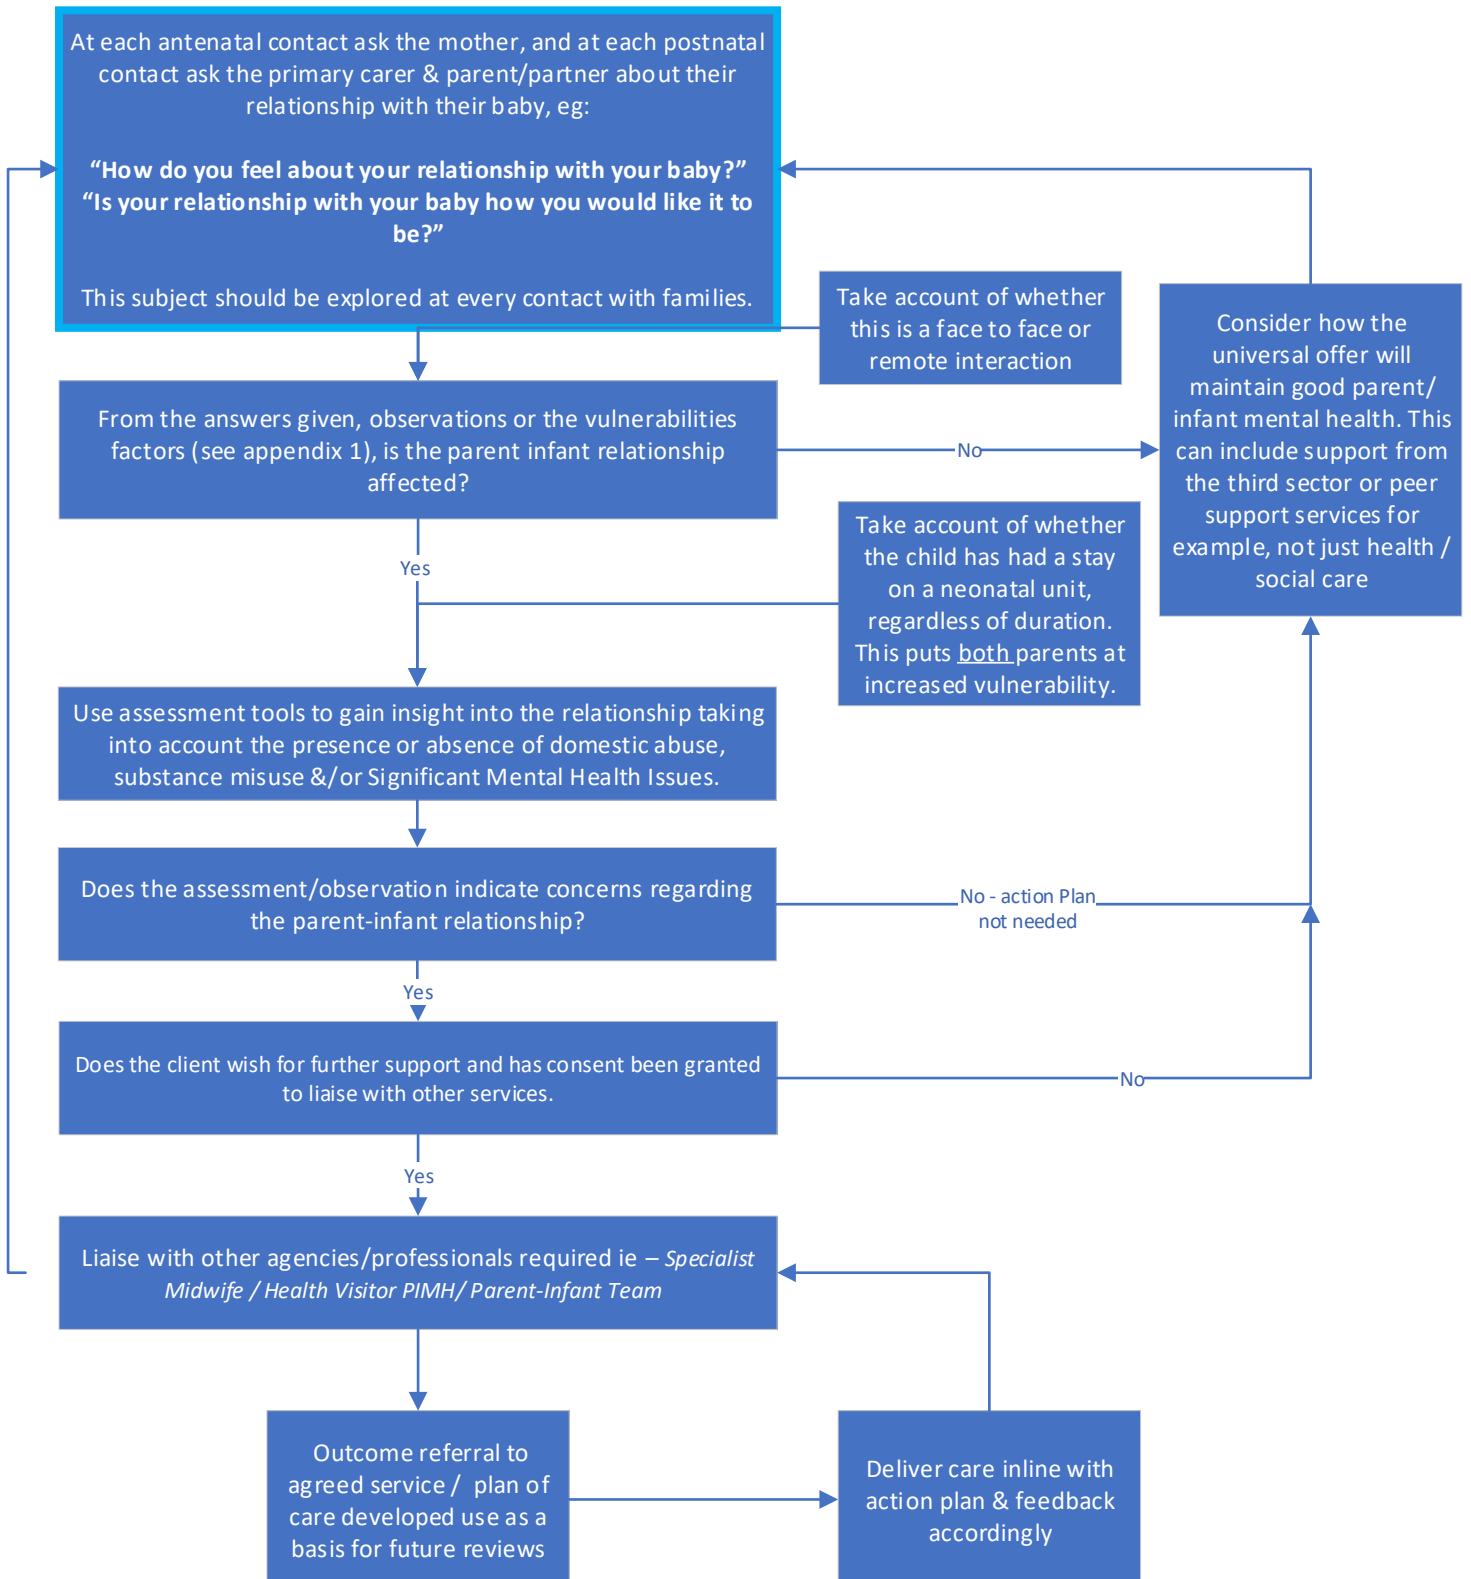 At each antenatal contact ask the mother, and at each postnatal
contact ask the primary carer & parent/partner about their
relationship with their baby, eg:
“How do you feel about your relationship with your baby?”
“Is your relationship with your baby how you would like it to
be?”
This subject should be explored at every contact with families.
Take account of whether
this is a face to face or
remote interaction
Consider how the
universal offer will
maintain good parent/
infant mental health. This
can include support from
the third sector or peer
support services for
example, not just health /
social care
From the answers given, observations or the vulnerabilities
factors (see appendix 1), is the parent infant relationship
affected?
No
Yes
Take account of whether
the child has had a stay
on a neonatal unit,
regardless of duration.
This puts both parents at
increased vulnerability.
Use assessment tools to gain insight into the relationship taking
into account the presence or absence of domestic abuse,
substance misuse &/or Significant Mental Health Issues.
Does the assessment/observation indicate concerns regarding
the parent-infant relationship?
No - action Plan
not needed
Yes
Does the client wish for further support and has consent been granted
to liaise with other services.
No
Yes
Liaise with other agencies/professionals required ie – Specialist
Midwife / Health Visitor PIMH/ Parent-Infant Team
Outcome referral to
agreed service / plan of
care developed use as a
basis for future reviews
Deliver care inline with
action plan & feedback
accordingly